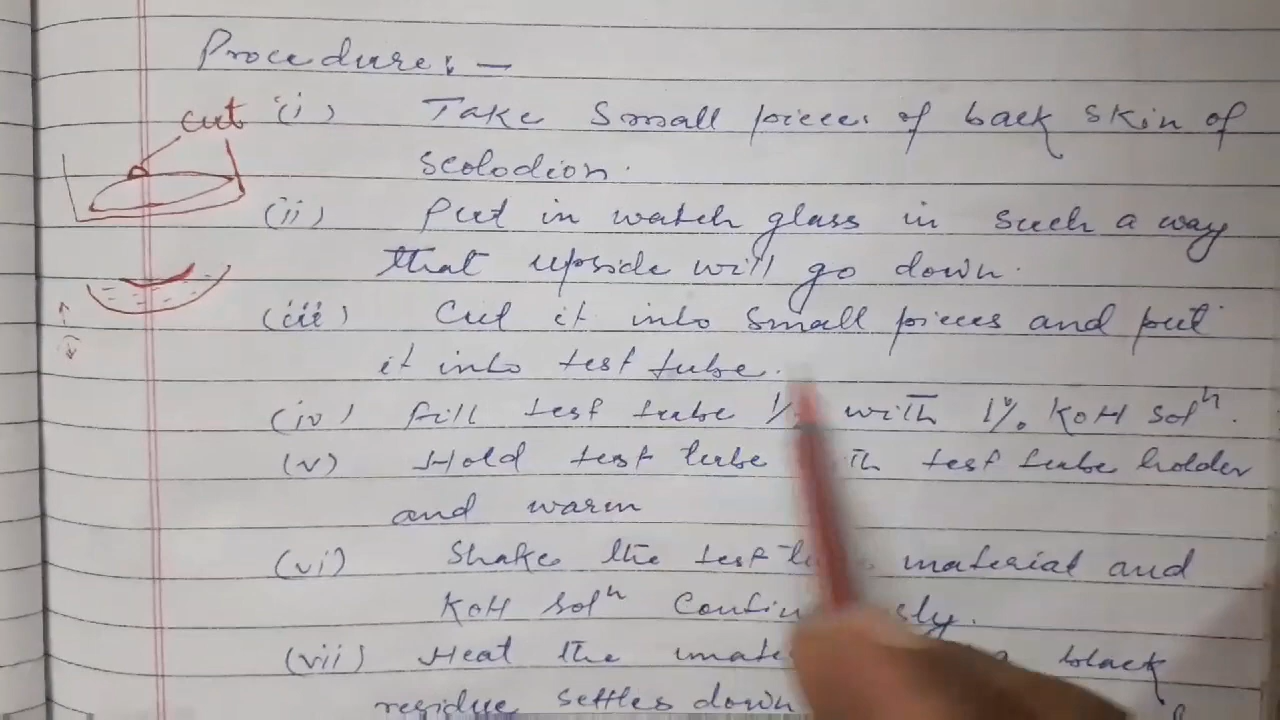 Procedure: —
cut
(i) Take small pieces of back skin of
scolodion.
(ii) Put in watch glass in such a way
that upside will go down.
(iii) Cut it into small pieces and put
it into test tube.
(iv) fill test tube with 1% KOH solⁿ.
(v) Hold test tube test tube holder
and warm
(vi) Shake the test material and
KOH solⁿ
(vii) Heat the black
residue settles down